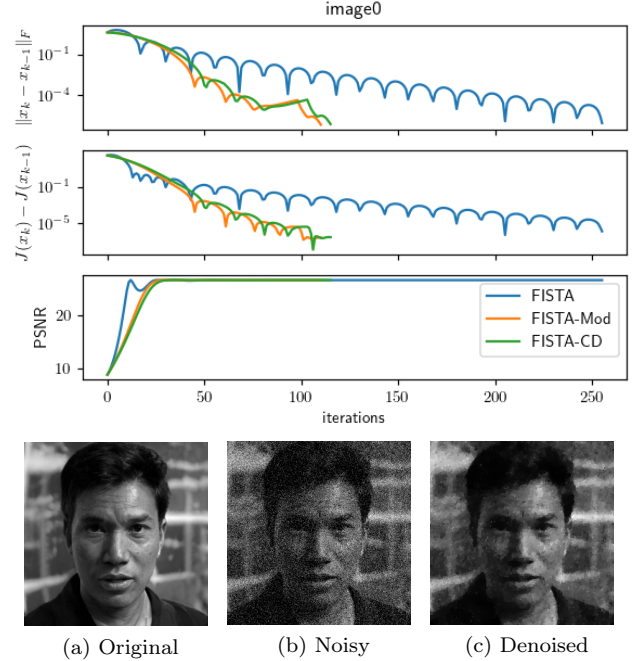 image0
‖x_k − x_{k−1}‖_F
10^{−1}
10^{−4}
J(x_k) − J(x_{k−1})
10^{−1}
10^{−5}
PSNR
20
10
FISTA
FISTA-Mod
FISTA-CD
0 50 100 150 200 250
iterations
(a) Original (b) Noisy (c) Denoised